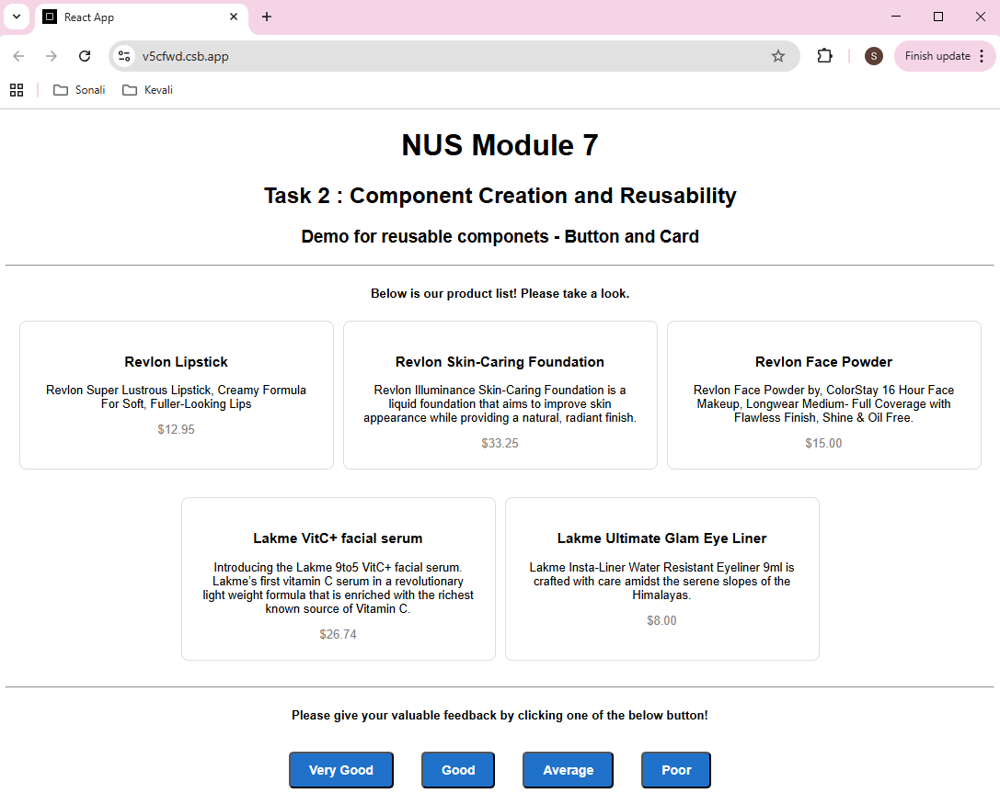 React App
v5cfwd.csb.app
S
Finish update
Sonali
Kevali
NUS Module 7
Task 2 : Component Creation and Reusability
Demo for reusable componets - Button and Card
Below is our product list! Please take a look.
Revlon Lipstick
Revlon Super Lustrous Lipstick, Creamy Formula
For Soft, Fuller-Looking Lips
$12.95
Revlon Skin-Caring Foundation
Revlon Illuminance Skin-Caring Foundation is a
liquid foundation that aims to improve skin
appearance while providing a natural, radiant finish.
$33.25
Revlon Face Powder
Revlon Face Powder by, ColorStay 16 Hour Face
Makeup, Longwear Medium- Full Coverage with
Flawless Finish, Shine & Oil Free.
$15.00
Lakme VitC+ facial serum
Introducing the Lakme 9to5 VitC+ facial serum.
Lakme's first vitamin C serum in a revolutionary
light weight formula that is enriched with the richest
known source of Vitamin C.
$26.74
Lakme Ultimate Glam Eye Liner
Lakme Insta-Liner Water Resistant Eyeliner 9ml is
crafted with care amidst the serene slopes of the
Himalayas.
$8.00
Please give your valuable feedback by clicking one of the below button!
Very Good
Good
Average
Poor